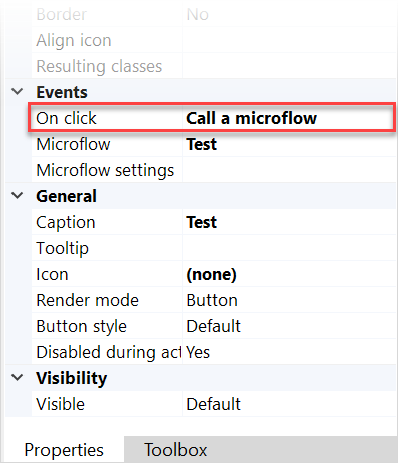 Border No
Align icon
Resulting classes
Events
On click Call a microflow
Microflow Test
Microflow settings
General
Caption Test
Tooltip
Icon (none)
Render mode Button
Button style Default
Disabled during act Yes
Visibility
Visible Default
Properties Toolbox